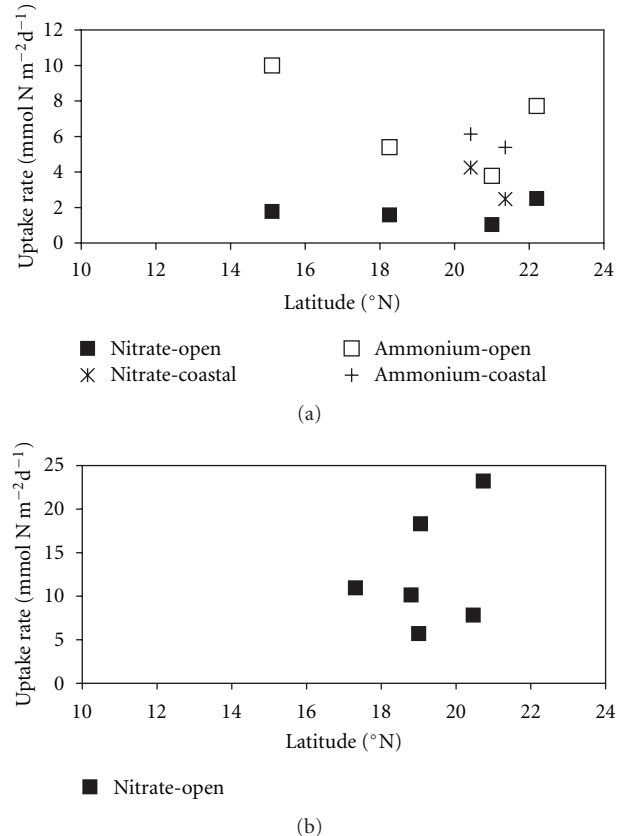 12
10
8
6
4
2
0
Uptake rate (mmol N m⁻²d⁻¹)
10 12 14 16 18 20 22 24
Latitude (°N)
Nitrate-open Ammonium-open
Nitrate-coastal Ammonium-coastal
(a)
25
20
15
10
5
0
Uptake rate (mmol N m⁻²d⁻¹)
10 12 14 16 18 20 22 24
Latitude (°N)
Nitrate-open
(b)